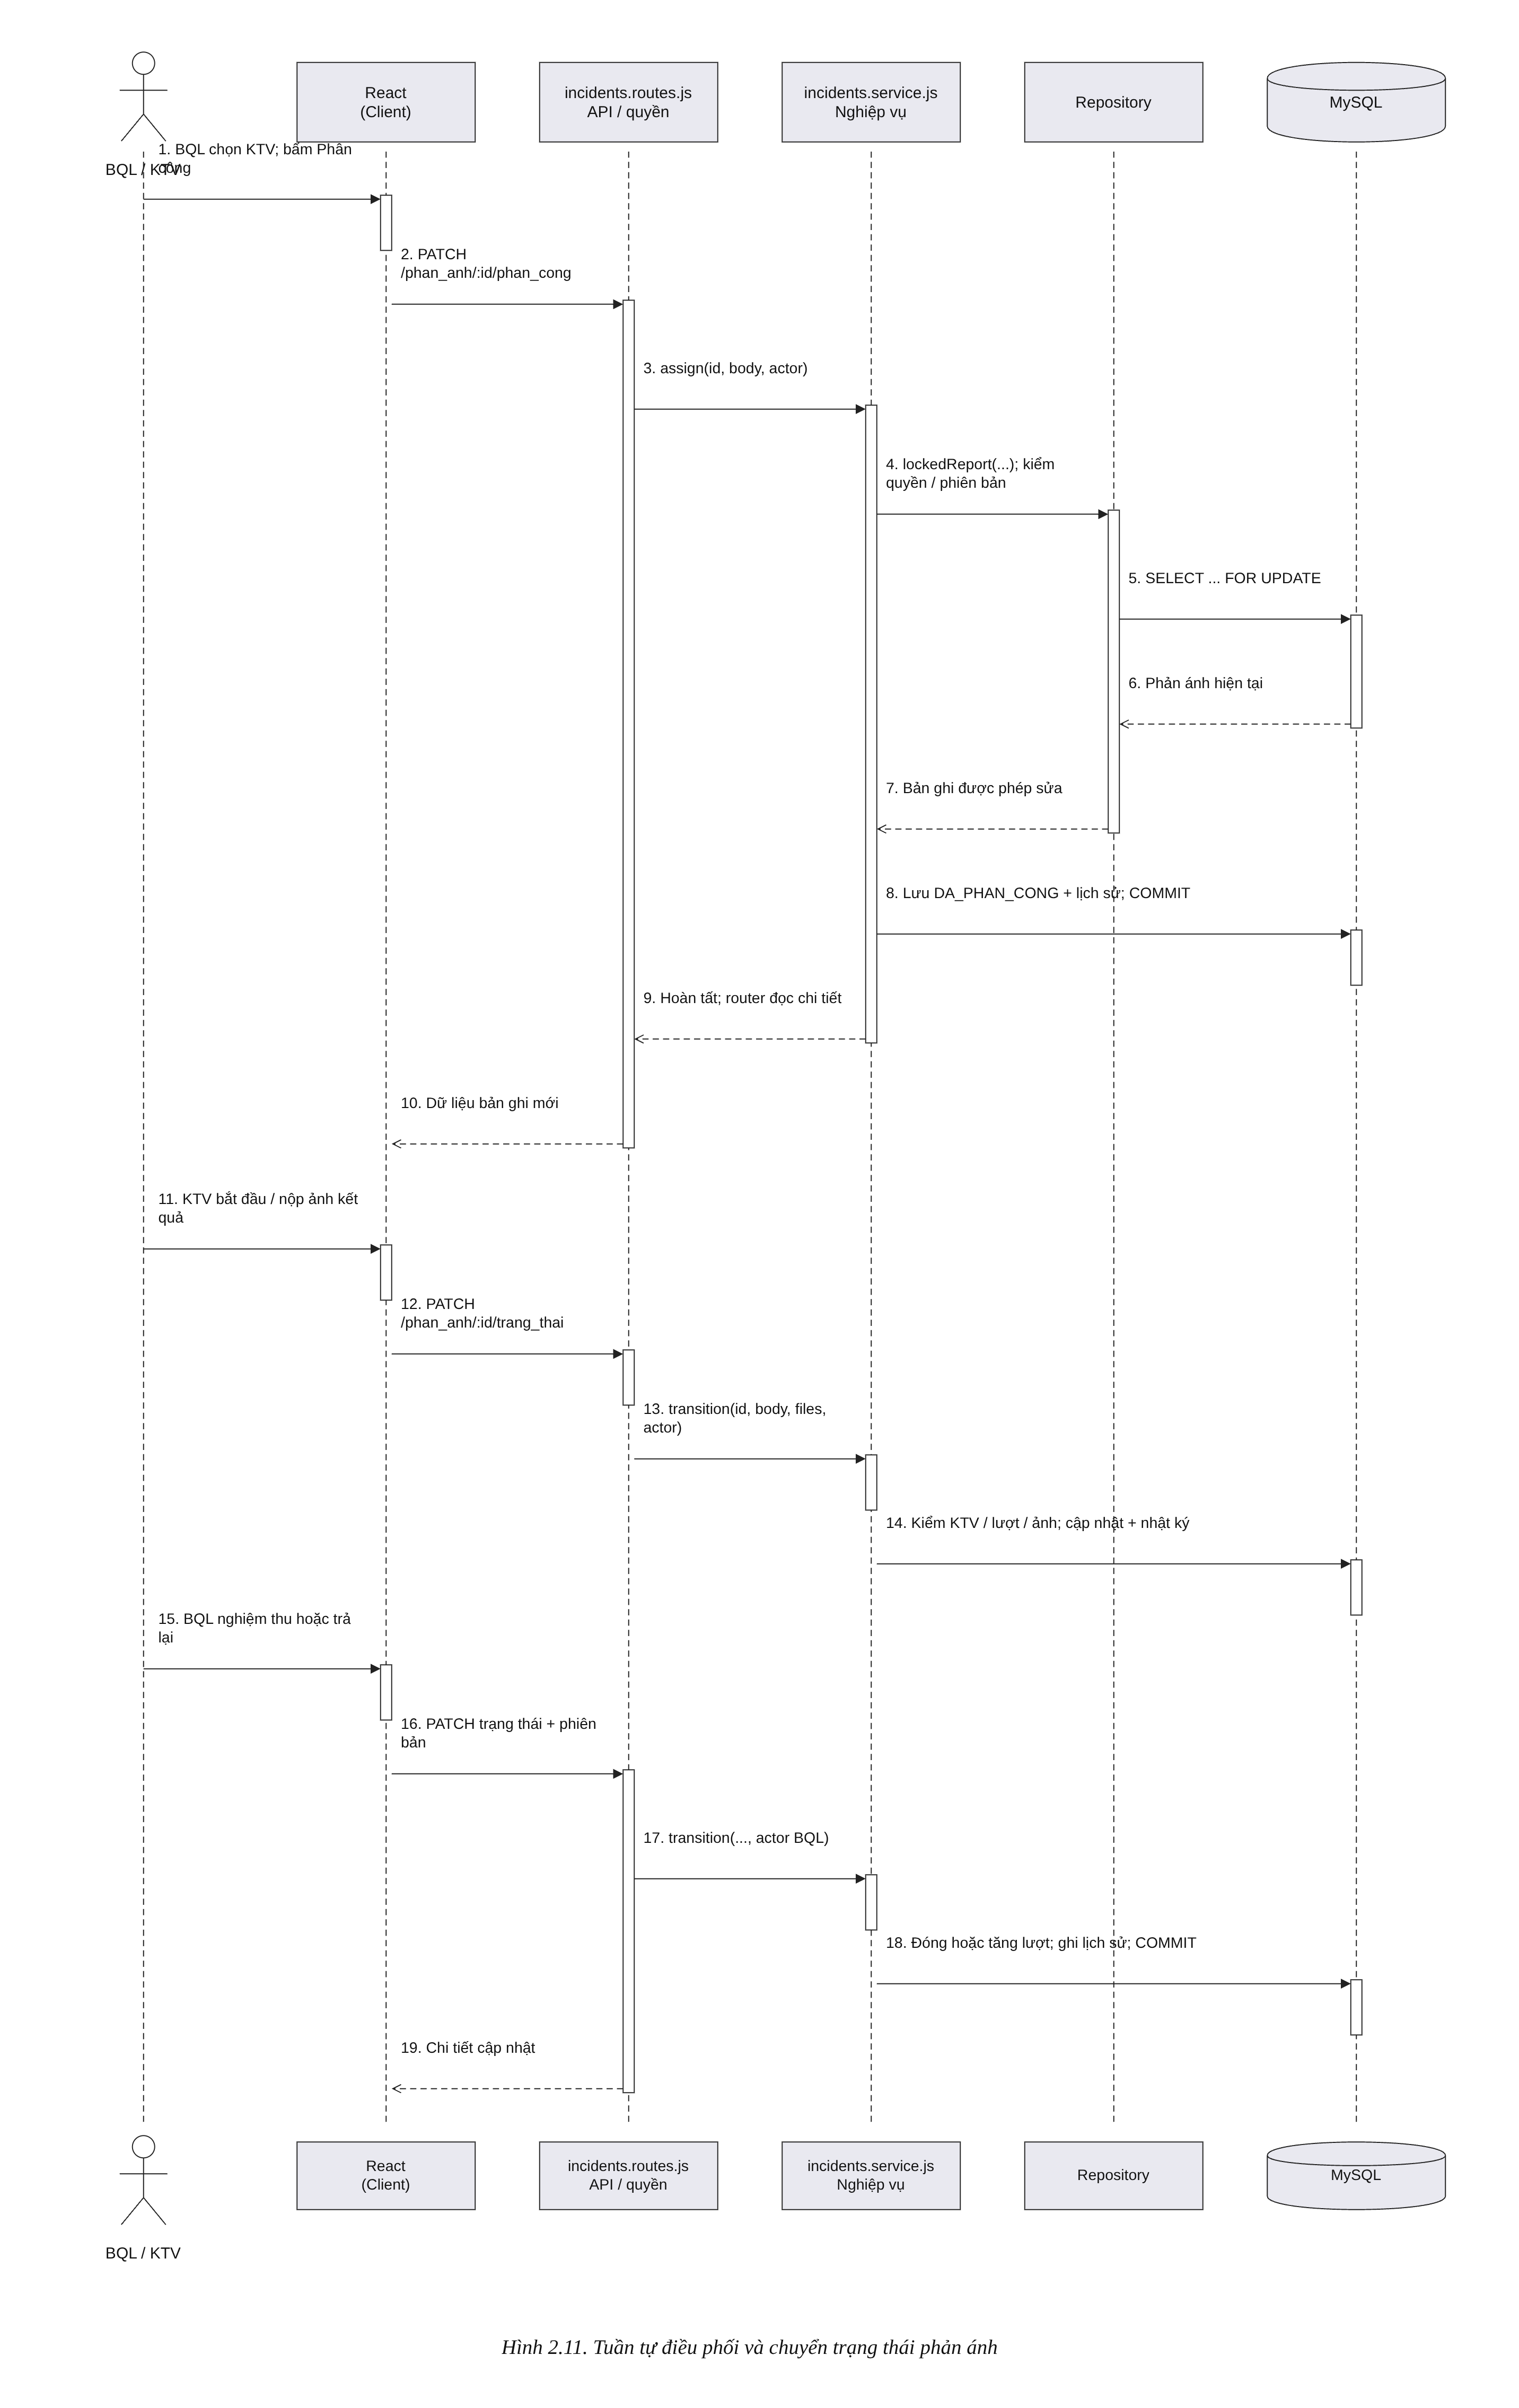 React
(Client)
incidents.routes.js
API / quyền
incidents.service.js
Nghiệp vụ
Repository
MySQL
BQL / KTV
1. BQL chọn KTV; bấm Phân
công
2. PATCH
/phan_anh/:id/phan_cong
3. assign(id, body, actor)
4. lockedReport(...); kiểm
quyền / phiên bản
5. SELECT ... FOR UPDATE
6. Phản ánh hiện tại
7. Bản ghi được phép sửa
8. Lưu DA_PHAN_CONG + lịch sử; COMMIT
9. Hoàn tất; router đọc chi tiết
10. Dữ liệu bản ghi mới
11. KTV bắt đầu / nộp ảnh kết
quả
12. PATCH
/phan_anh/:id/trang_thai
13. transition(id, body, files,
actor)
14. Kiểm KTV / lượt / ảnh; cập nhật + nhật ký
15. BQL nghiệm thu hoặc trả
lại
16. PATCH trạng thái + phiên
bản
17. transition(..., actor BQL)
18. Đóng hoặc tăng lượt; ghi lịch sử; COMMIT
19. Chi tiết cập nhật
React
(Client)
incidents.routes.js
API / quyền
incidents.service.js
Nghiệp vụ
Repository
MySQL
BQL / KTV
Hình 2.11. Tuần tự điều phối và chuyển trạng thái phản ánh